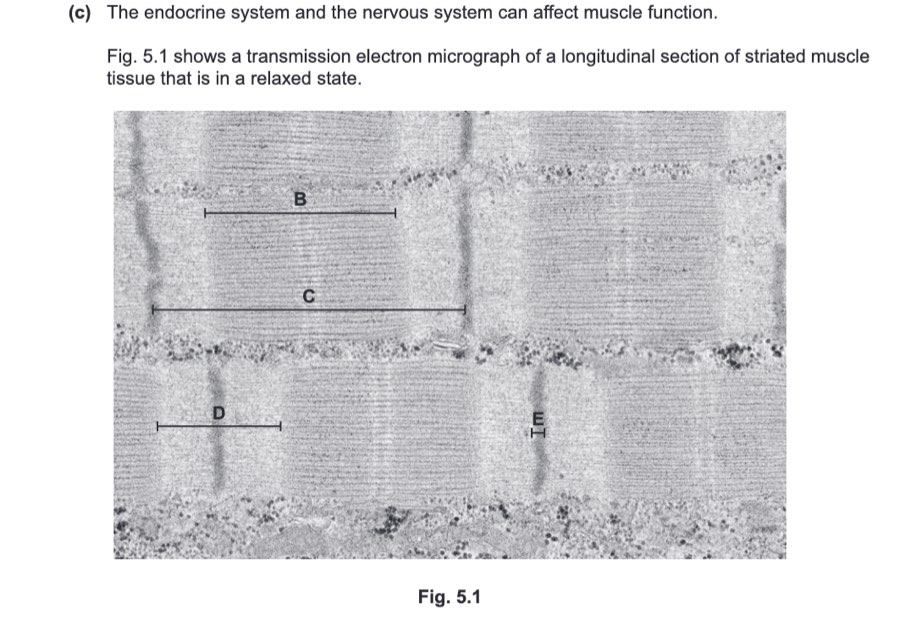 (c) The endocrine system and the nervous system can affect muscle function.
Fig. 5.1 shows a transmission electron micrograph of a longitudinal section of striated muscle
tissue that is in a relaxed state.
B
C
D
E
Fig. 5.1